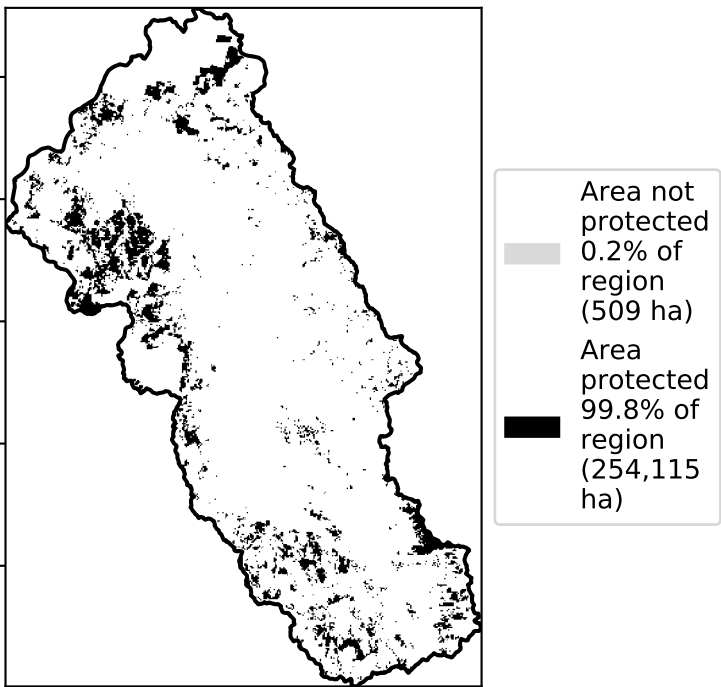 Area not
protected
0.2% of
region
(509 ha)
Area
protected
99.8% of
region
(254,115
ha)